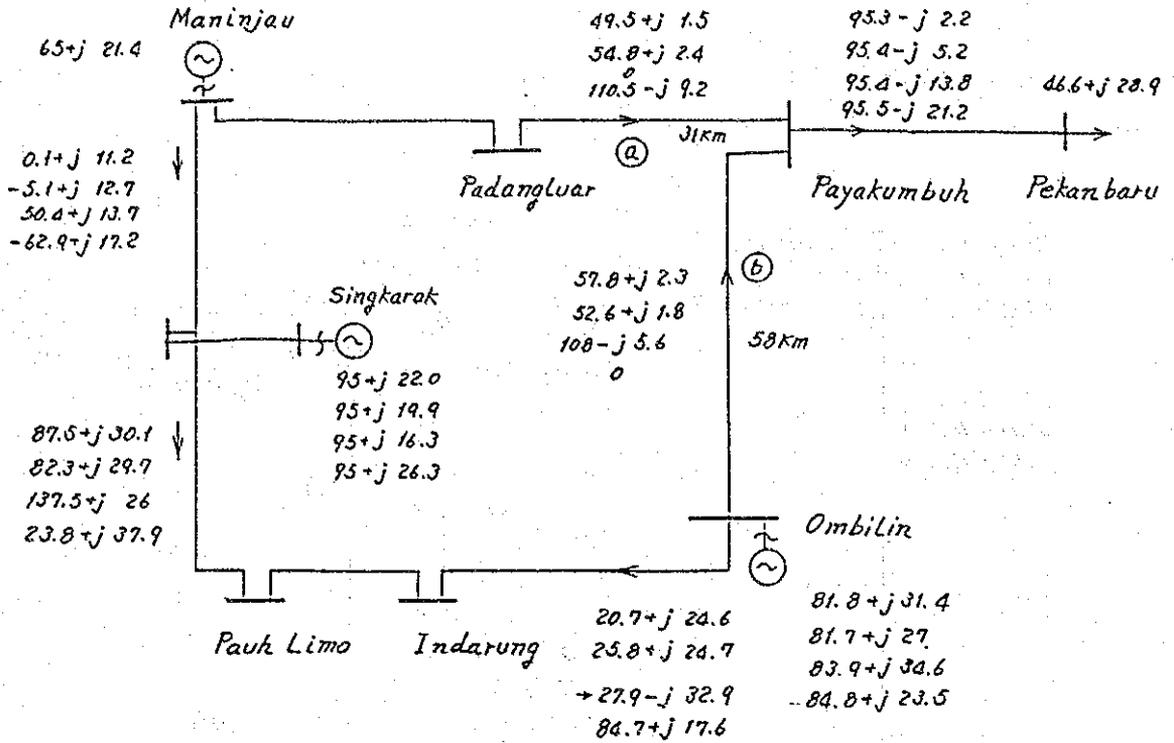 Maninjau
65+j 21.4
49.5+j 1.5
54.8+j 2.4
0
110.5-j 9.2
95.3-j 2.2
95.4-j 5.2
95.4-j 13.8
95.5-j 21.2
46.6+j 28.9
31km
a
Padangluar
Payakumbuh
Pekanbaru
0.1+j 11.2
-5.1+j 12.7
50.4+j 13.7
-62.9+j 17.2
b
57.8+j 2.3
52.6+j 1.8
108-j 5.6
0
58km
Singkarak
95+j 22.0
95+j 19.9
95+j 16.3
95+j 26.3
87.5+j 30.1
82.3+j 29.7
137.5+j 26
23.8+j 37.9
Ombilin
81.8+j 31.4
81.7+j 27
83.9+j 34.6
84.8+j 23.5
Pauh Limo
Indarung
20.7+j 24.6
25.8+j 24.7
→27.9-j 32.9
84.7+j 17.6